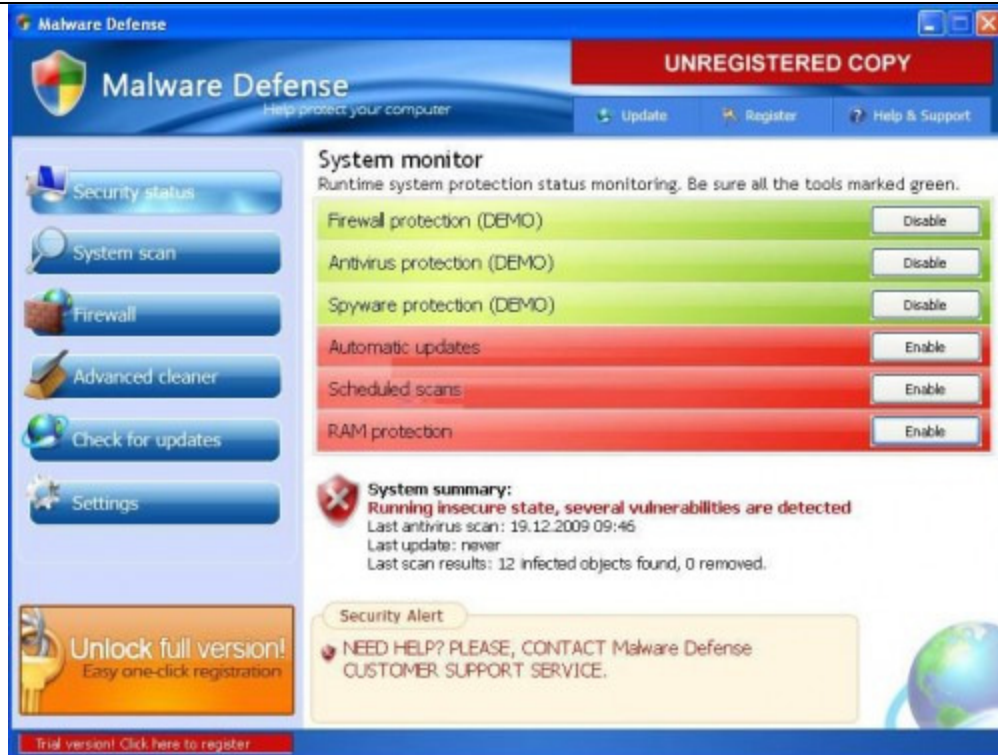 Malware Defense
Malware Defense
Help protect your computer
UNREGISTERED COPY
Update
Register
Help & Support
Security status
System scan
Firewall
Advanced cleaner
Check for updates
Settings
System monitor
Runtime system protection status monitoring. Be sure all the tools marked green.
Firewall protection (DEMO)
Disable
Antivirus protection (DEMO)
Disable
Spyware protection (DEMO)
Disable
Automatic updates
Enable
Scheduled scans
Enable
RAM protection
Enable
System summary:
Running insecure state, several vulnerabilities are detected
Last antivirus scan: 19.12.2009 09:46
Last update: never
Last scan results: 12 infected objects found, 0 removed.
Security Alert
NEED HELP? PLEASE, CONTACT Malware Defense
CUSTOMER SUPPORT SERVICE.
Unlock full version!
Easy one-click registration
Trial version! Click here to register